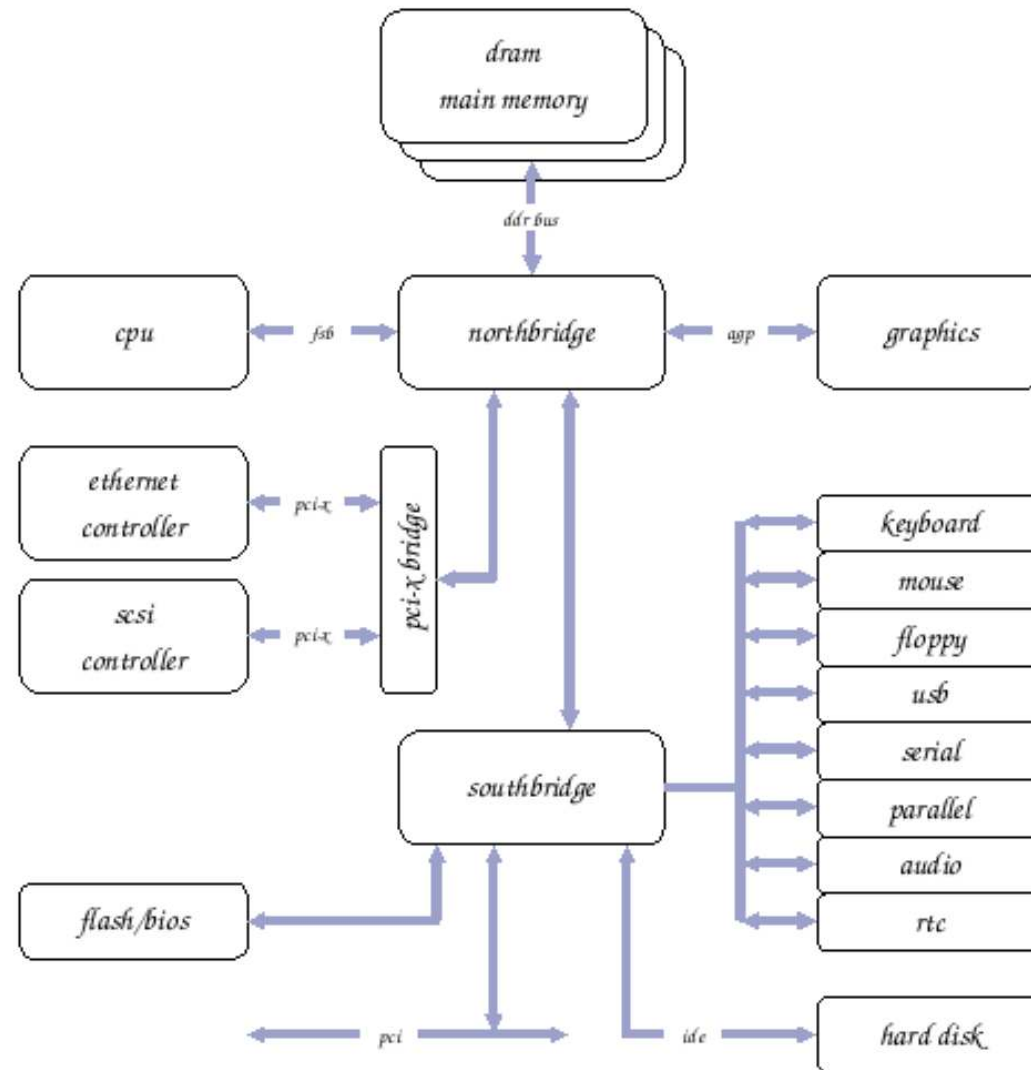 dram
main memory
ddr bus
cpu
fsb
northbridge
agp
graphics
ethernet
controller
pci-x
pci-x bridge
scsi
controller
pci-x
keyboard
mouse
floppy
usb
serial
parallel
audio
rtc
southbridge
flash/bios
pci
ide
hard disk